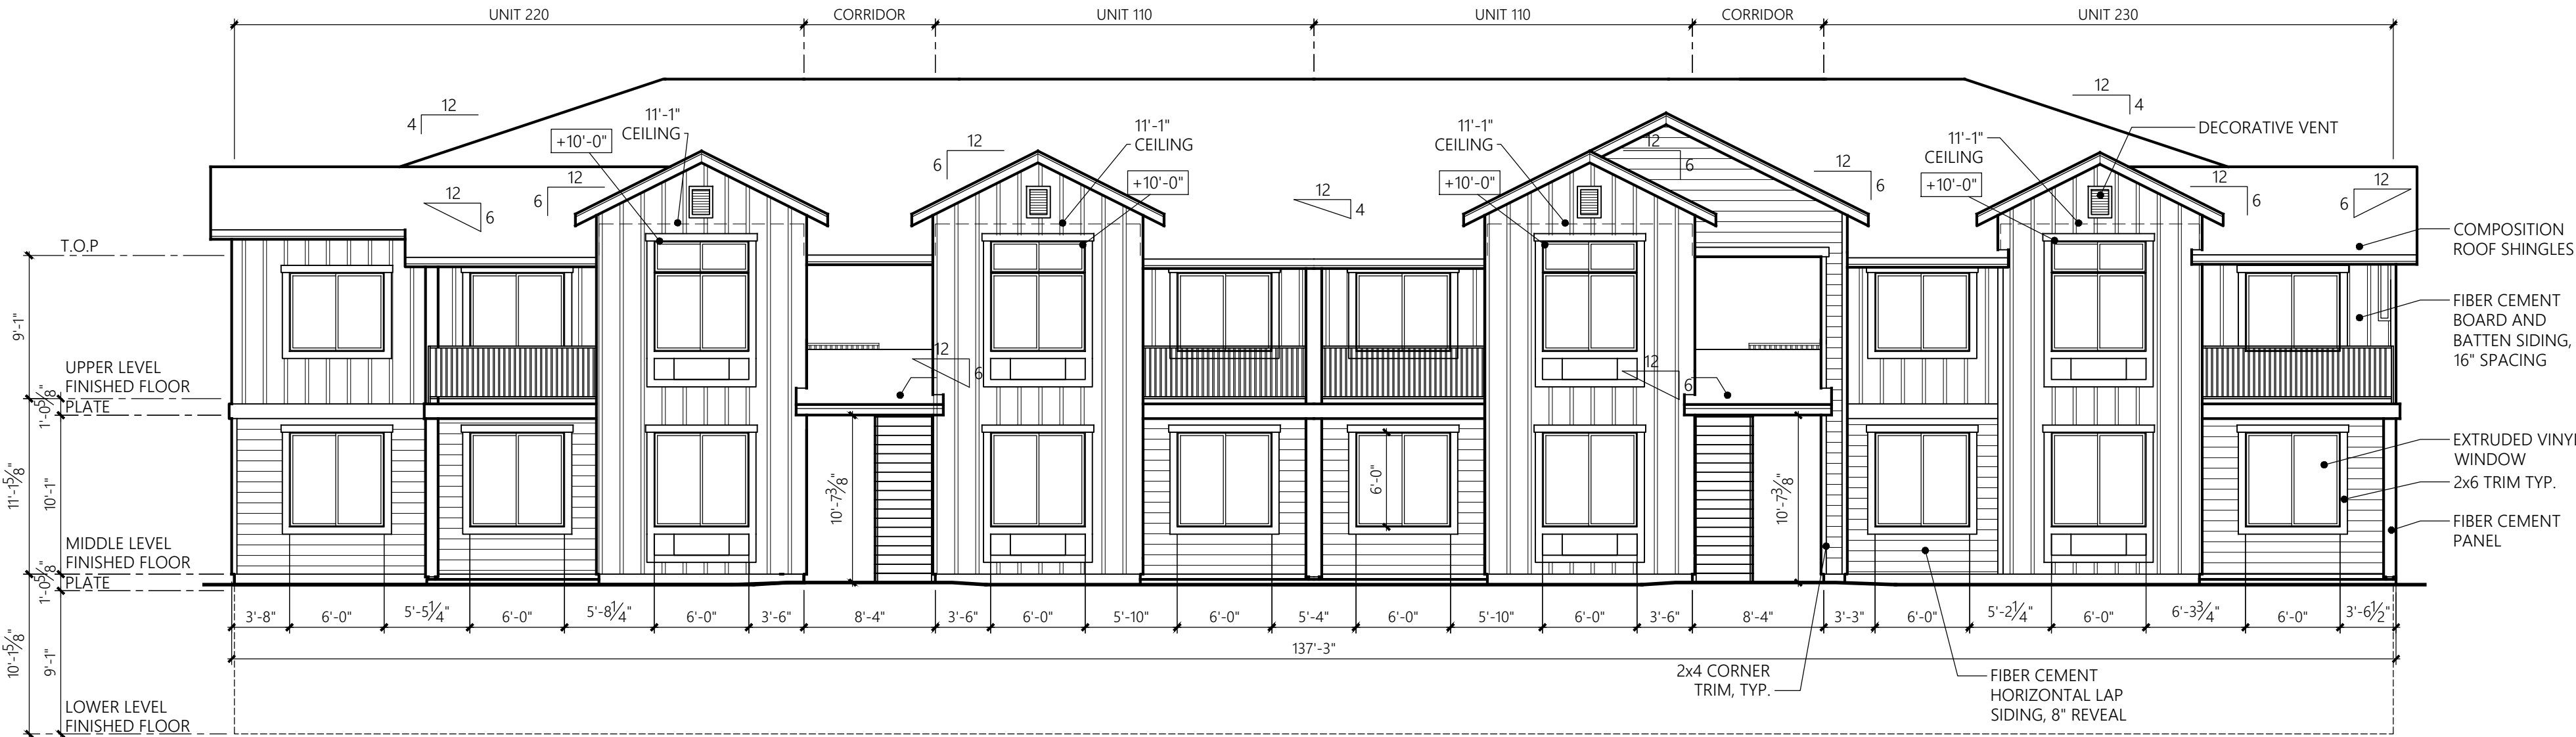 UNIT 220
CORRIDOR
UNIT 110
UNIT 110
CORRIDOR
UNIT 230
12
4
11'-1"
CEILING
+10'-0"
12
6
12
6
12
6
11'-1"
CEILING
+10'-0"
12
4
11'-1"
CEILING
+10'-0"
12
6
12
6
11'-1"
CEILING
+10'-0"
12
4
DECORATIVE VENT
12
6
12
6
COMPOSITION
ROOF SHINGLES
FIBER CEMENT
BOARD AND
BATTEN SIDING,
16" SPACING
EXTRUDED VINYL
WINDOW
2x6 TRIM TYP.
FIBER CEMENT
PANEL
T.O.P
9'-1"
UPPER LEVEL
FINISHED FLOOR
PLATE
1'-0 5/8"
11'-1 5/8"
10'-1"
MIDDLE LEVEL
FINISHED FLOOR
PLATE
1'-0 5/8"
10'-1 5/8"
9'-1"
LOWER LEVEL
FINISHED FLOOR
12
6
12
6
10'-7 3/8"
6'-0"
10'-7 3/8"
3'-8"
6'-0"
5'-5 1/4"
6'-0"
5'-8 1/4"
6'-0"
3'-6"
8'-4"
3'-6"
6'-0"
5'-10"
6'-0"
5'-4"
6'-0"
5'-10"
6'-0"
3'-6"
8'-4"
3'-3"
6'-0"
5'-2 1/4"
6'-0"
6'-3 3/4"
6'-0"
3'-6 1/2"
137'-3"
2x4 CORNER
TRIM, TYP.
FIBER CEMENT
HORIZONTAL LAP
SIDING, 8" REVEAL